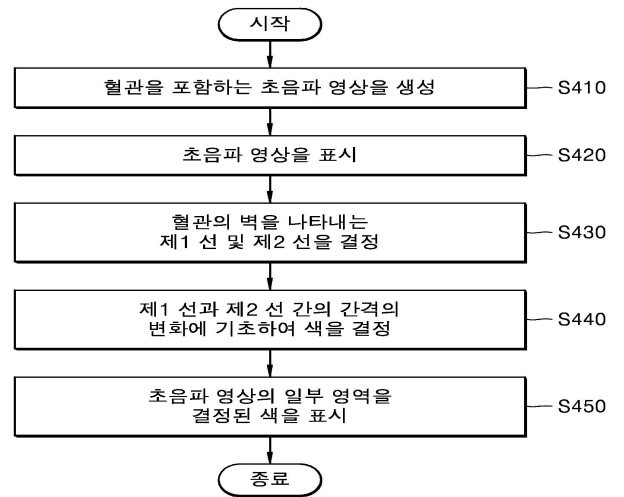 시작
혈관을 포함하는 초음파 영상을 생성
S410
초음파 영상을 표시
S420
혈관의 벽을 나타내는
제1 선 및 제2 선을 결정
S430
제1 선과 제2 선 간의 간격의
변화에 기초하여 색을 결정
S440
초음파 영상의 일부 영역을
결정된 색을 표시
S450
종료